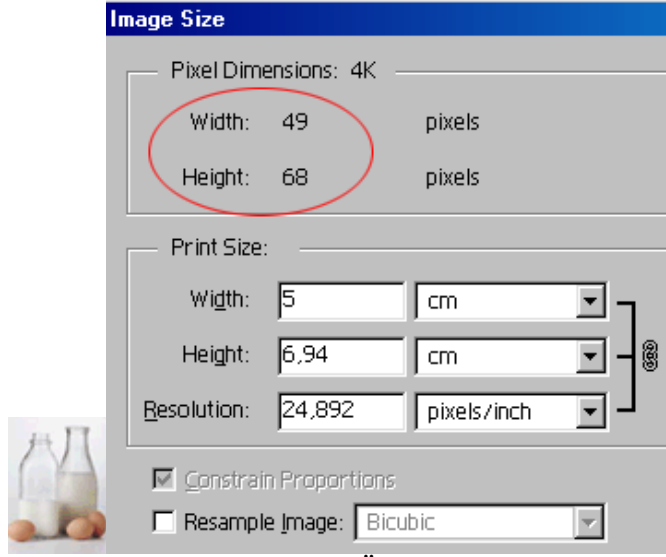 Image Size
Pixel Dimensions: 4K
Width: 49 pixels
Height: 68 pixels
Print Size:
Width: 5 cm
Height: 6,94 cm
Resolution: 24,892 pixels/inch
Constrain Proportions
Resample Image: Bicubic